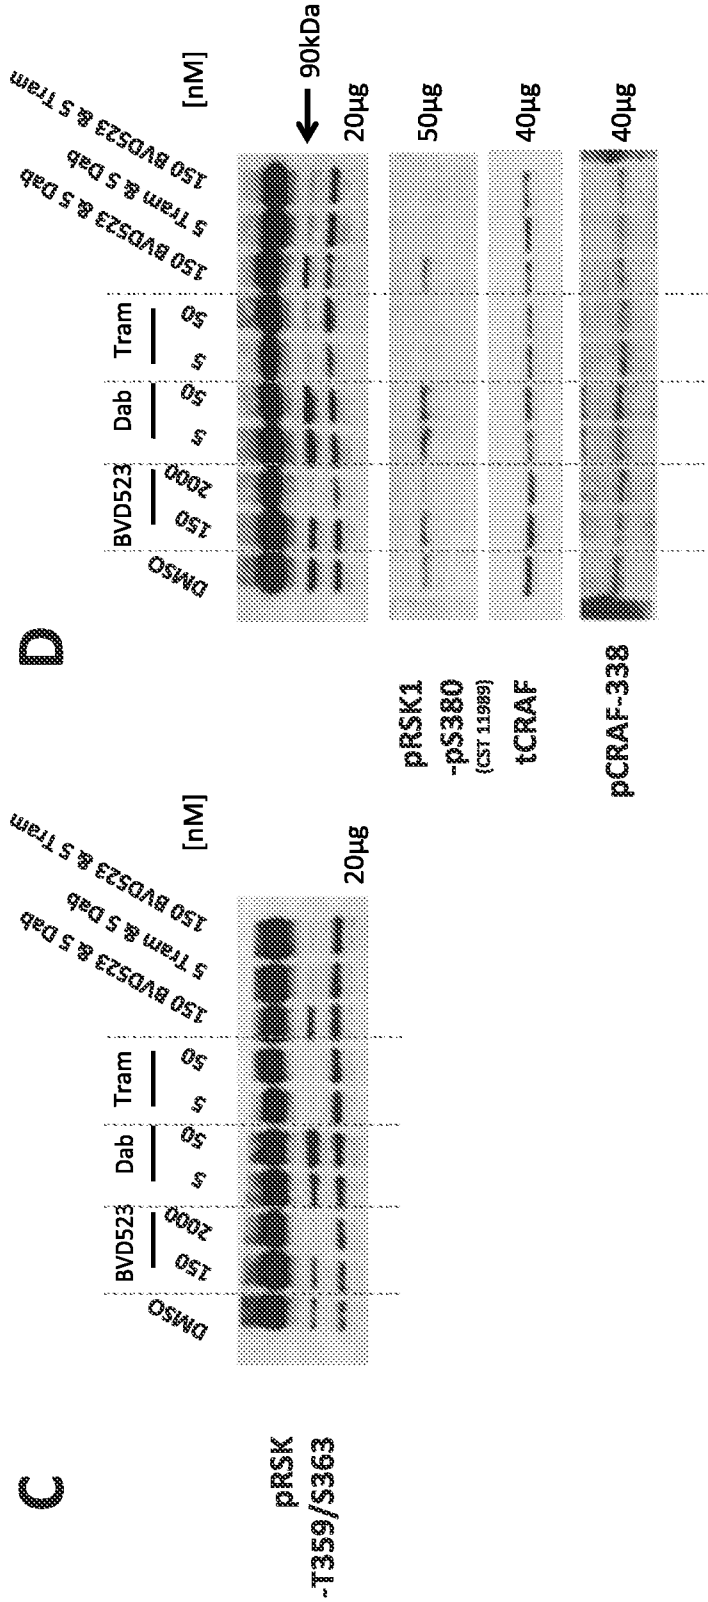 C
BVD523
Dab
Tram
DMSO
150
2000
5
50
5
50
150 BVD523 & 5 Dab
5 Tram & 5 Dab
150 BVD523 & 5 Tram
[nM]
pRSK
-T359/S363
20µg
D
BVD523
Dab
Tram
DMSO
150
2000
5
50
5
50
150 BVD523 & 5 Dab
5 Tram & 5 Dab
150 BVD523 & 5 Tram
[nM]
90kDa
20µg
pRSK1
-pS380
(CST 11989)
50µg
tCRAF
40µg
pCRAF-338
40µg